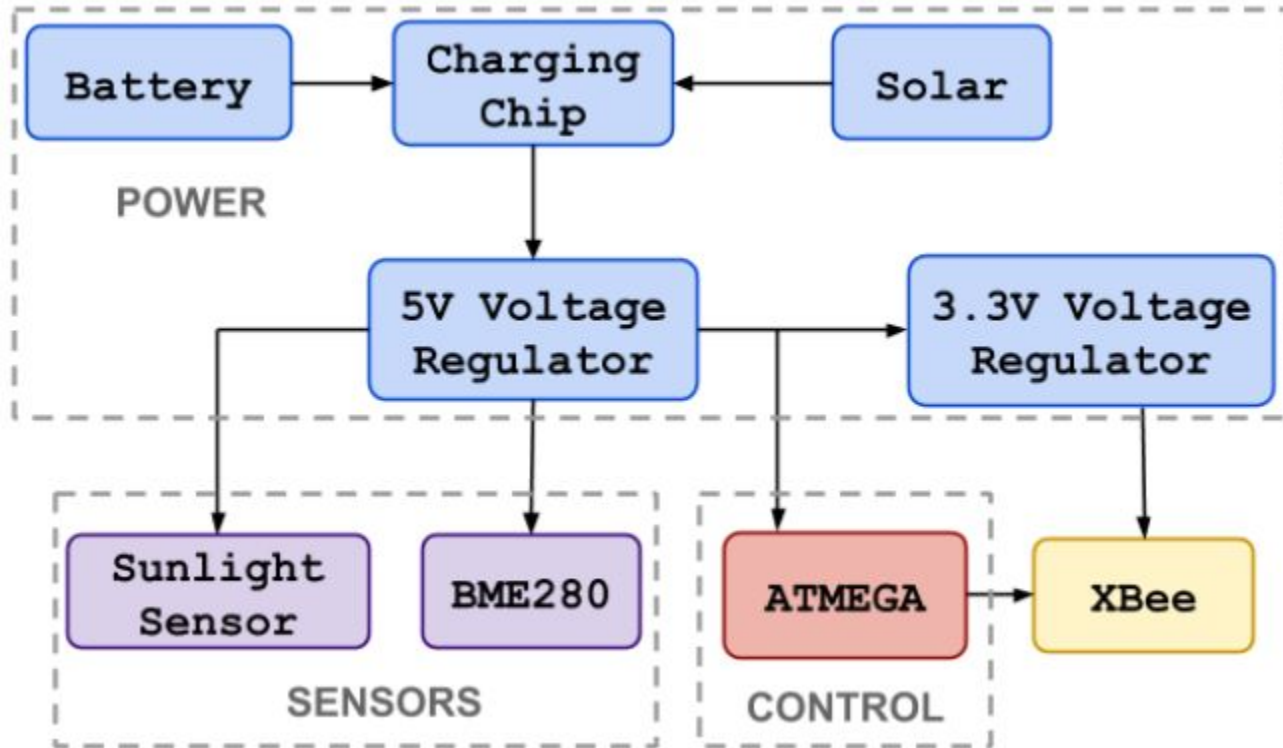 Battery
Charging
Chip
Solar
POWER
5V Voltage
Regulator
3.3V Voltage
Regulator
Sunlight
Sensor
BME280
ATMEGA
XBee
SENSORS
CONTROL